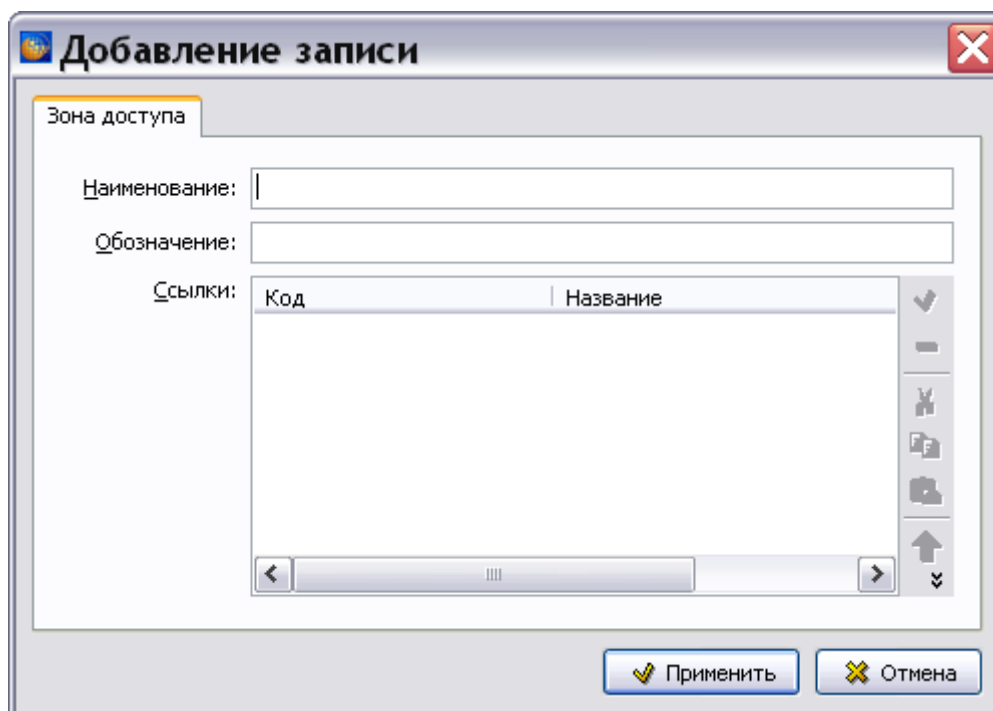 Добавление записи
Зона доступа
Наименование:
Обозначение:
Ссылки:
Код Название
Применить Отмена